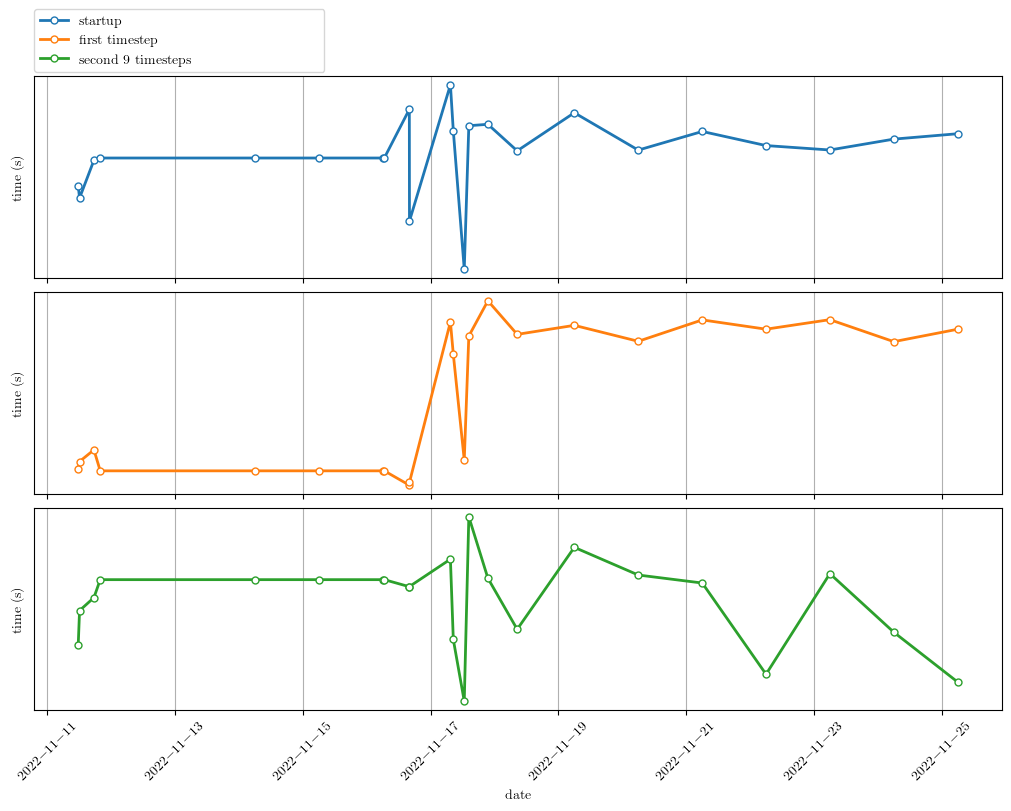 startup
first timestep
second 9 timesteps
time (s)
time (s)
time (s)
2022−11−11
2022−11−13
2022−11−15
2022−11−17
2022−11−19
2022−11−21
2022−11−23
2022−11−25
date